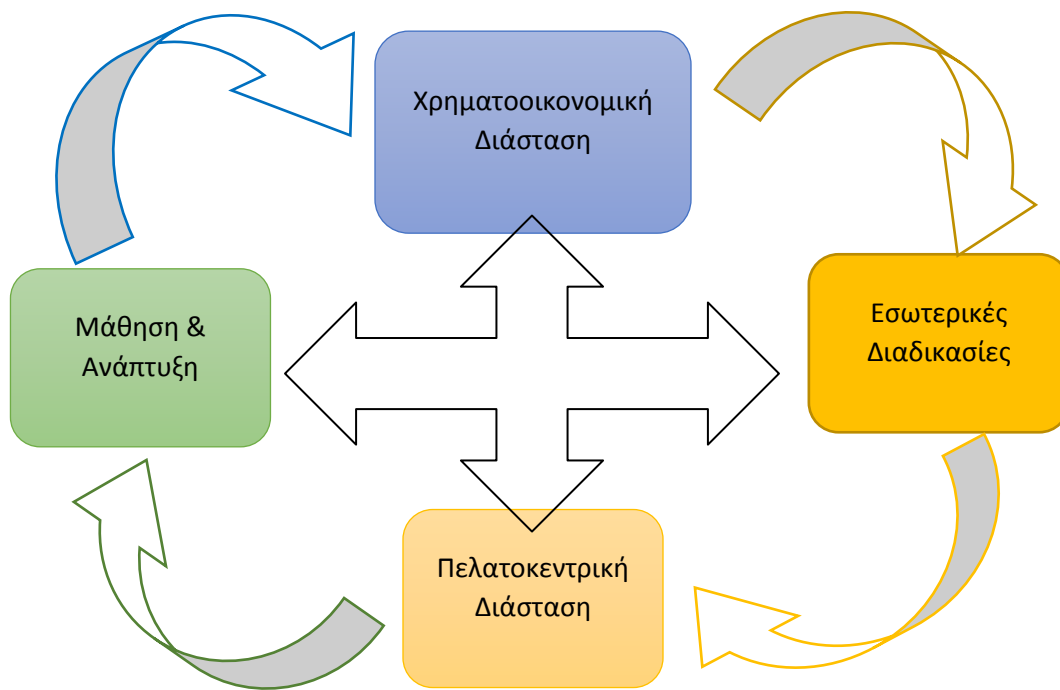 Χρηματοοικονομική
Διάσταση
Μάθηση &
Ανάπτυξη
Εσωτερικές
Διαδικασίες
Πελατοκεντρική
Διάσταση